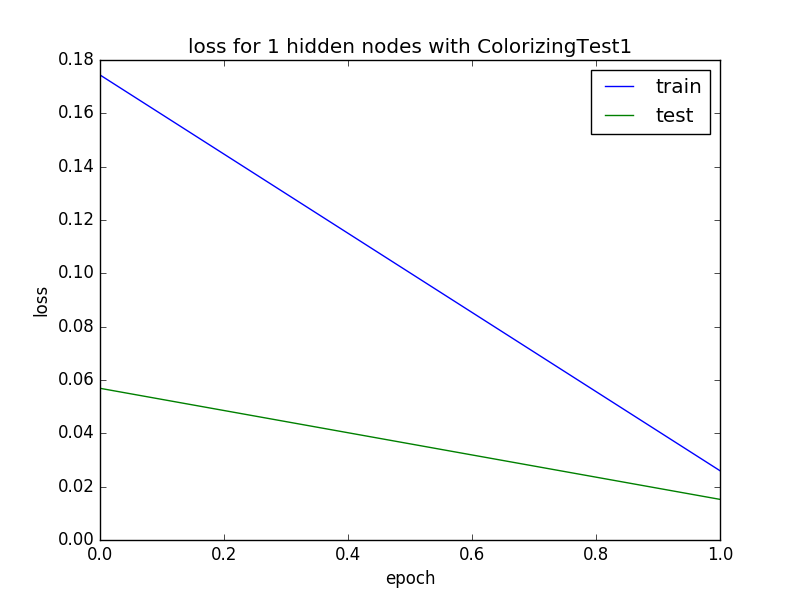 loss for 1 hidden nodes with ColorizingTest1
0.18
0.16
0.14
0.12
0.10
0.08
0.06
0.04
0.02
0.00
loss
train
test
0.0 0.2 0.4 0.6 0.8 1.0
epoch